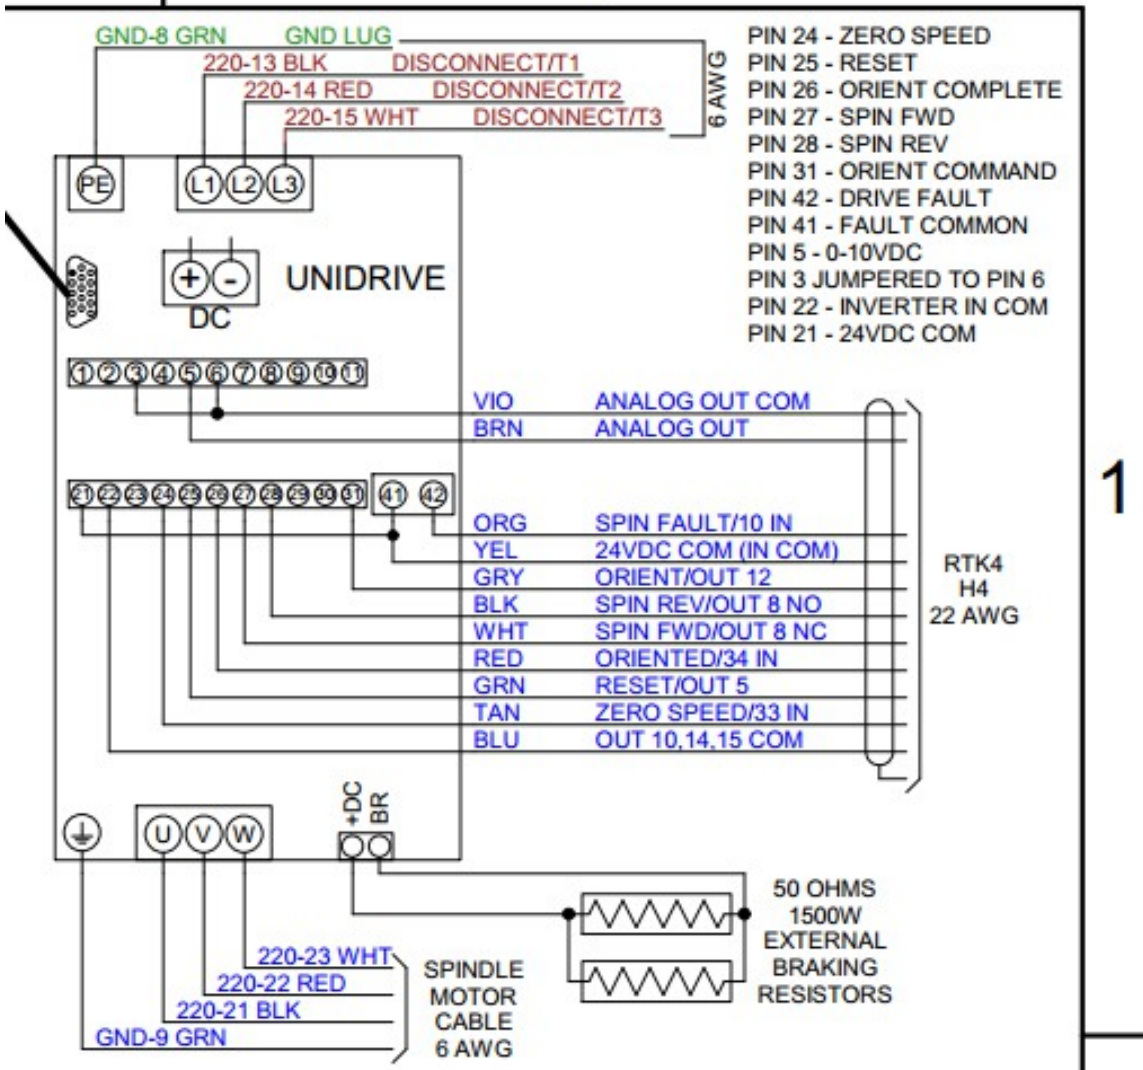 GND-8 GRN GND LUG
220-13 BLK DISCONNECT/T1
220-14 RED DISCONNECT/T2
220-15 WHT DISCONNECT/T3
6 AWG
PIN 24 - ZERO SPEED
PIN 25 - RESET
PIN 26 - ORIENT COMPLETE
PIN 27 - SPIN FWD
PIN 28 - SPIN REV
PIN 31 - ORIENT COMMAND
PIN 42 - DRIVE FAULT
PIN 41 - FAULT COMMON
PIN 5 - 0-10VDC
PIN 3 JUMPERED TO PIN 6
PIN 22 - INVERTER IN COM
PIN 21 - 24VDC COM
PE L1 L2 L3
+ -
DC
UNIDRIVE
1 2 3 4 5 6 7 8 9 10 11
VIO ANALOG OUT COM
BRN ANALOG OUT
21 22 23 24 25 26 27 28 29 30 31 41 42
ORG SPIN FAULT/10 IN
YEL 24VDC COM (IN COM)
GRY ORIENT/OUT 12
BLK SPIN REV/OUT 8 NO
WHT SPIN FWD/OUT 8 NC
RED ORIENTED/34 IN
GRN RESET/OUT 5
TAN ZERO SPEED/33 IN
BLU OUT 10,14,15 COM
RTK4
H4
22 AWG
1
U V W
+DC
BR
50 OHMS
1500W
EXTERNAL
BRAKING
RESISTORS
220-23 WHT
220-22 RED
220-21 BLK
GND-9 GRN
SPINDLE
MOTOR
CABLE
6 AWG